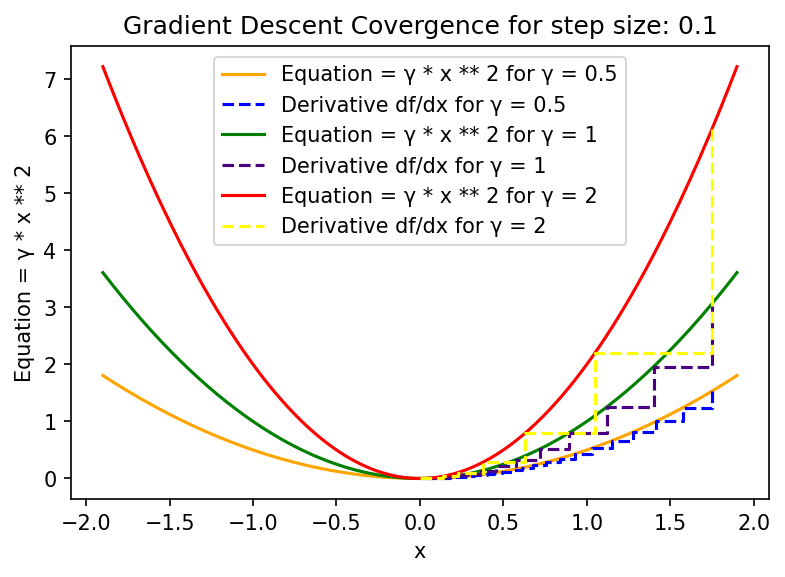 Gradient Descent Covergence for step size: 0.1
Equation = γ * x ** 2
7
6
5
4
3
2
1
0
Equation = γ * x ** 2 for γ = 0.5
Derivative df/dx for γ = 0.5
Equation = γ * x ** 2 for γ = 1
Derivative df/dx for γ = 1
Equation = γ * x ** 2 for γ = 2
Derivative df/dx for γ = 2
−2.0 −1.5 −1.0 −0.5 0.0 0.5 1.0 1.5 2.0
x